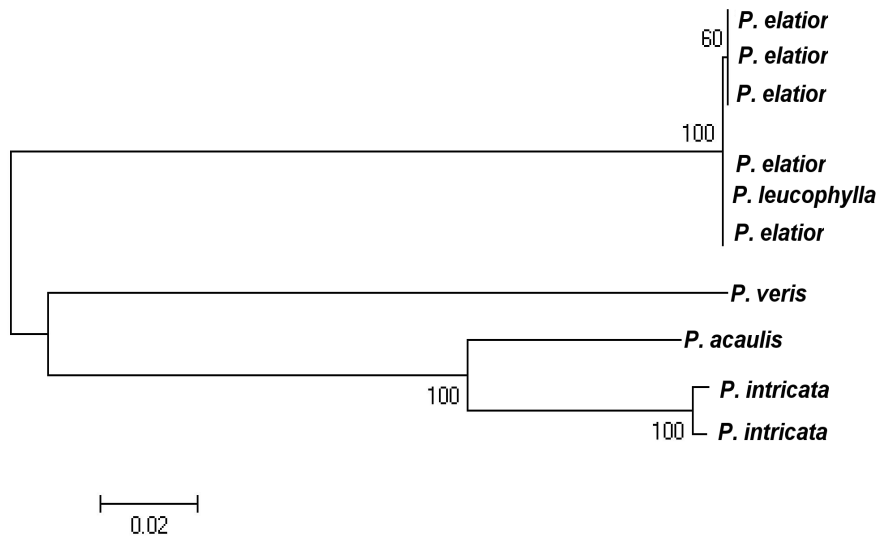 P. elatior
60
P. elatior
P. elatior
100
P. elatior
P. leucophylla
P. elatior
P. veris
P. acaulis
100
P. intricata
100
P. intricata
0.02